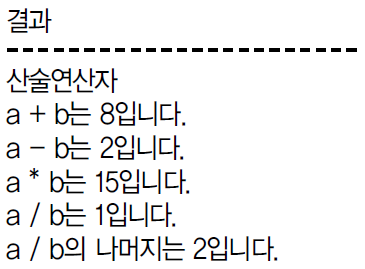 결과
산술연산자
a + b는 8입니다.
a - b는 2입니다.
a * b는 15입니다.
a / b는 1입니다.
a / b의 나머지는 2입니다.